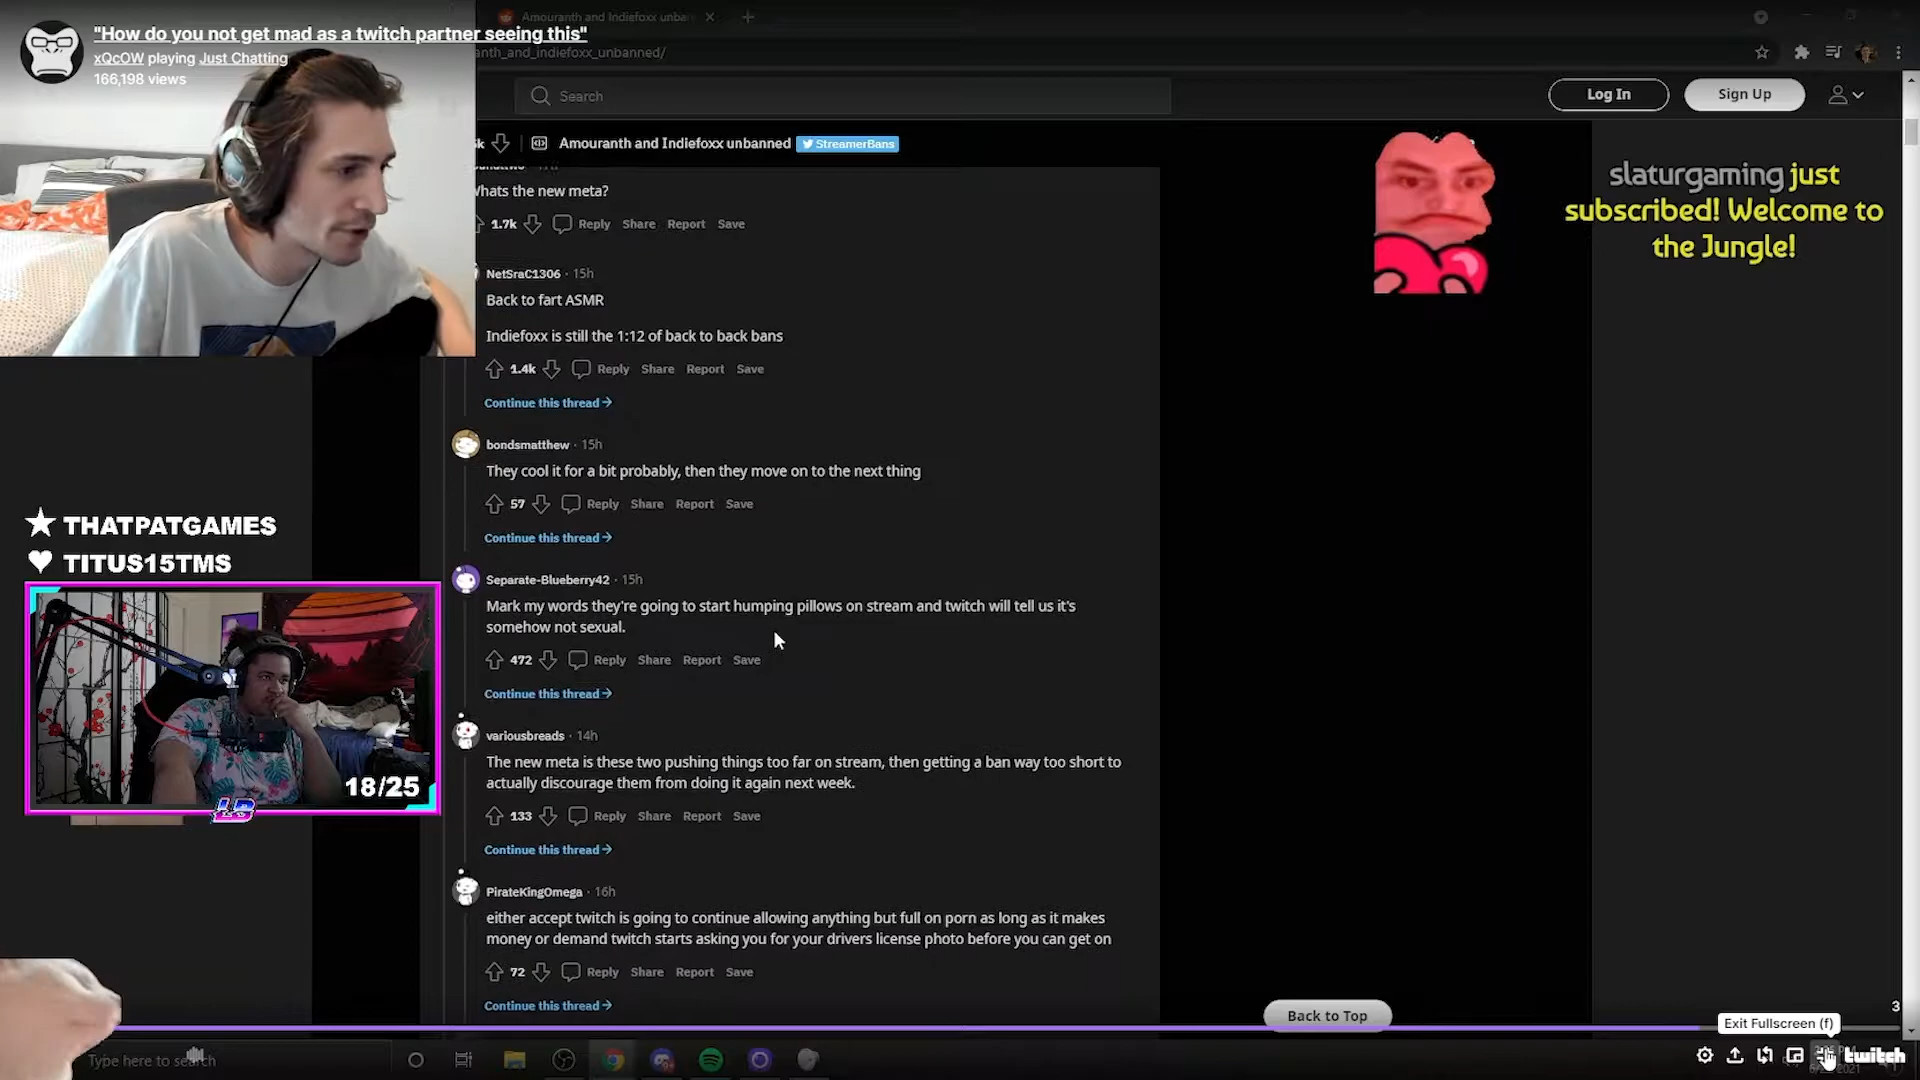 Amouranth and Indiefoxx unba
"How do you not get mad as a twitch partner seeing this"
xQcOW playing Just Chatting
166,198 views
nth_and_indiefoxx_unbanned/
Search
Log In
Sign Up
k
Amouranth and Indiefoxx unbanned
StreamerBans
slaturgaming just
subscribed! Welcome to
the Jungle!
Whats the new meta?
1.7k Reply Share Report Save
NetSraC1306 · 15h
Back to fart ASMR
Indiefoxx is still the 1:12 of back to back bans
1.4k Reply Share Report Save
Continue this thread →
bondsmatthew · 15h
They cool it for a bit probably, then they move on to the next thing
57 Reply Share Report Save
Continue this thread →
THATPATGAMES
TITUS15TMS
Separate-Blueberry42 · 15h
Mark my words they're going to start humping pillows on stream and twitch will tell us it's
somehow not sexual.
472 Reply Share Report Save
Continue this thread →
variousbreads · 14h
The new meta is these two pushing things too far on stream, then getting a ban way too short to
actually discourage them from doing it again next week.
133 Reply Share Report Save
Continue this thread →
18/25
LB
PirateKingOmega · 16h
either accept twitch is going to continue allowing anything but full on porn as long as it makes
money or demand twitch starts asking you for your drivers license photo before you can get on
72 Reply Share Report Save
Continue this thread →
Back to Top
3
Exit Fullscreen (f)
Type here to search
twitch